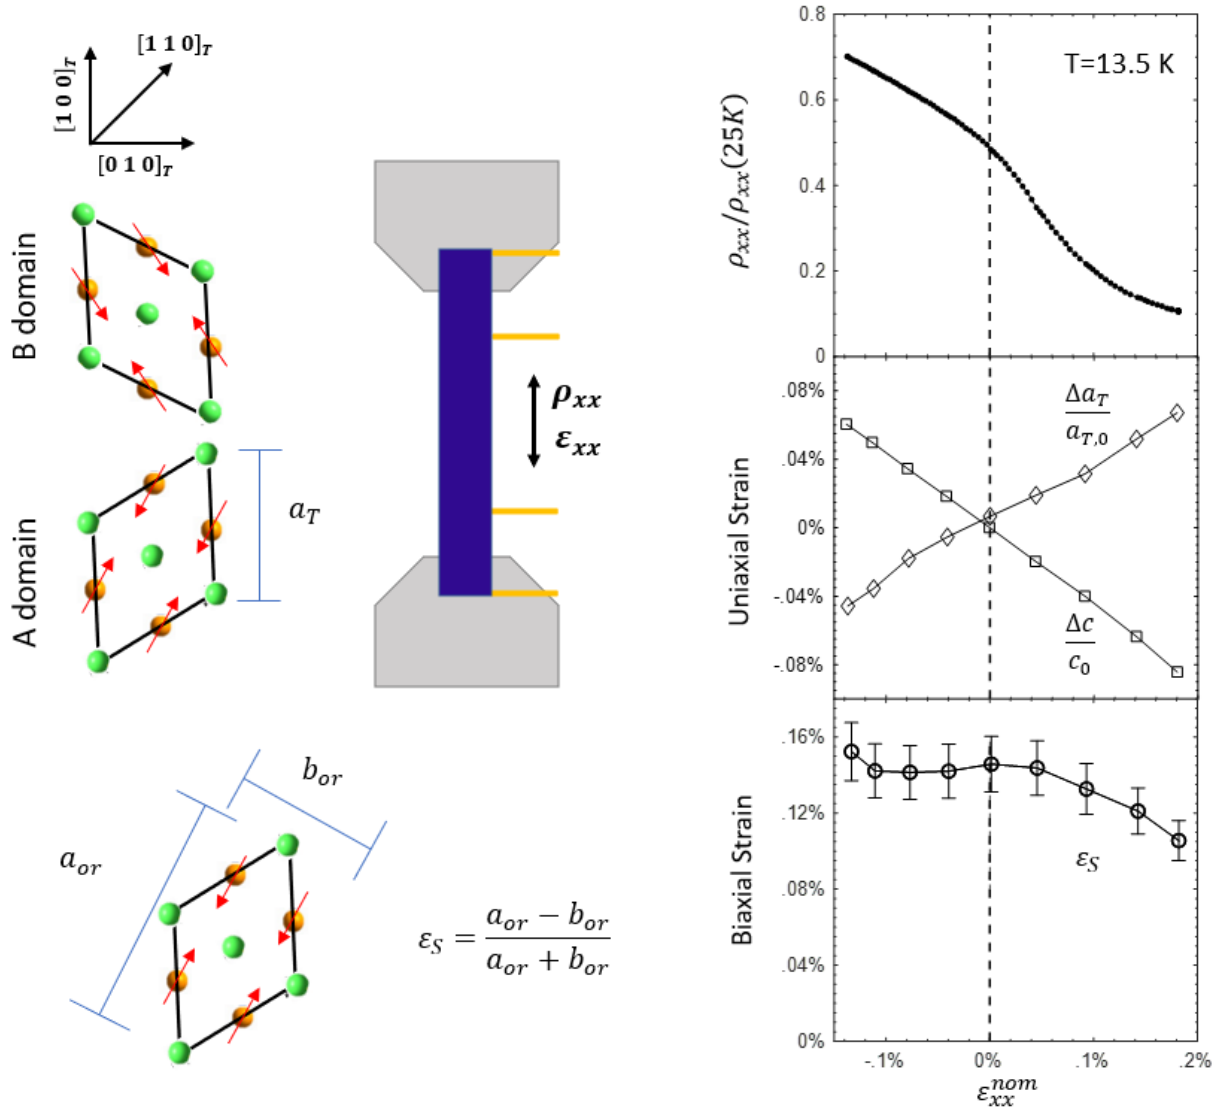 [1 1 0]T
[1 0 0]T
[0 1 0]T
B domain
A domain
aT
ρxx
εxx
aor
bor
εS = (aor − bor)/(aor + bor)
ρxx/ρxx(25K)
0.8
0.6
0.4
0.2
0
T=13.5 K
Uniaxial Strain
.08%
.04%
0%
-.04%
-.08%
ΔaT/aT,0
Δc/c0
Biaxial Strain
.16%
.12%
.08%
.04%
0%
εS
-.1%
0%
.1%
.2%
εxx^nom